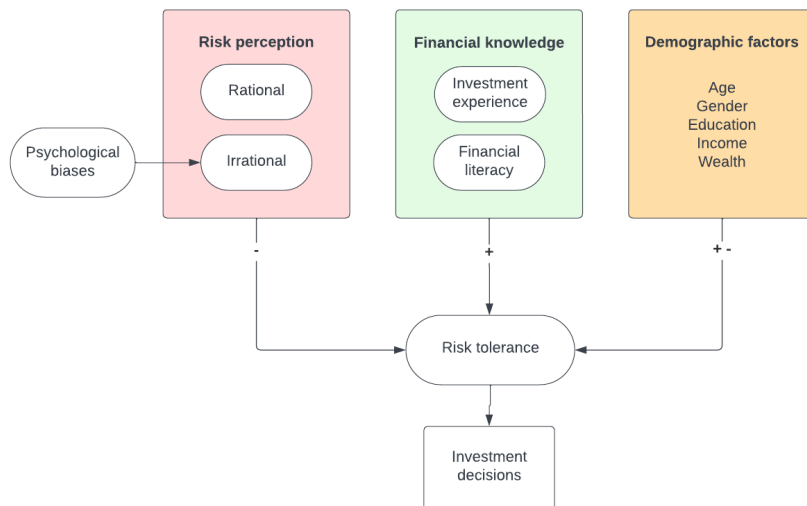 Risk perception
Rational
Irrational
Psychological
biases
Financial knowledge
Investment
experience
Financial
literacy
Demographic factors
Age
Gender
Education
Income
Wealth
-
+
+ -
Risk tolerance
Investment
decisions